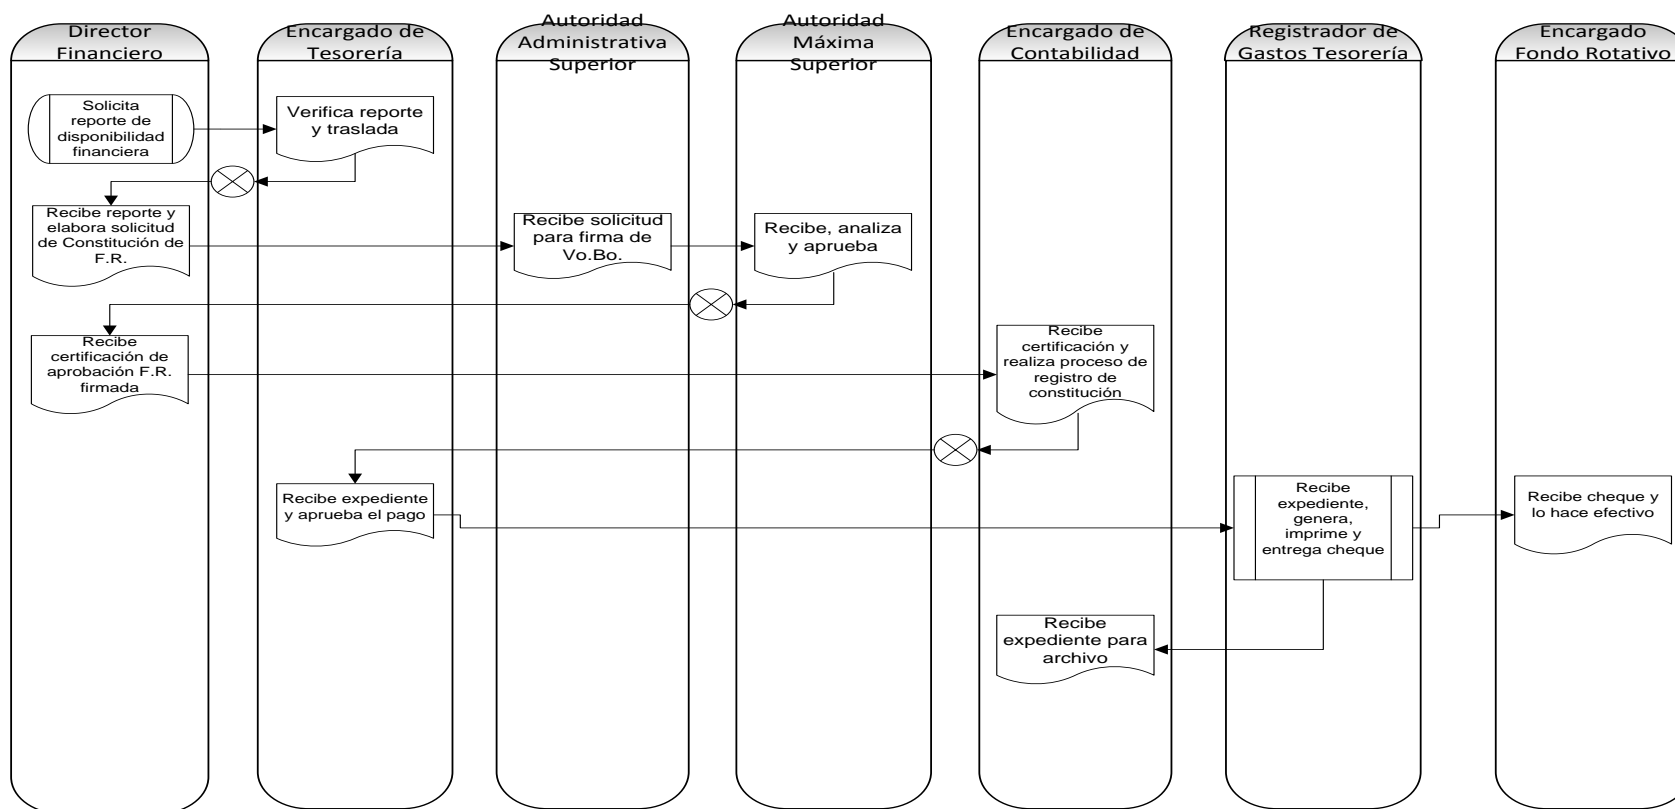 Director
Financiero
Encargado de
Tesorería
Autoridad
Administrativa
Superior
Autoridad
Máxima
Superior
Encargado de
Contabilidad
Registrador de
Gastos Tesorería
Encargado
Fondo Rotativo
Solicita
reporte de
disponibilidad
financiera
Verifica reporte
y traslada
Recibe reporte y
elabora solicitud
de Constitución de
F.R.
Recibe solicitud
para firma de
Vo.Bo.
Recibe, analiza
y aprueba
Recibe
certificación de
aprobación F.R.
firmada
Recibe
certificación y
realiza proceso de
registro de
constitución
Recibe expediente
y aprueba el pago
Recibe
expediente,
genera,
imprime y
entrega cheque
Recibe cheque y
lo hace efectivo
Recibe
expediente para
archivo